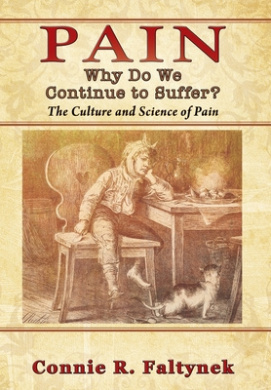 PAIN
Why Do We
Continue to Suffer?
The Culture and Science of Pain
Connie R. Faltynek